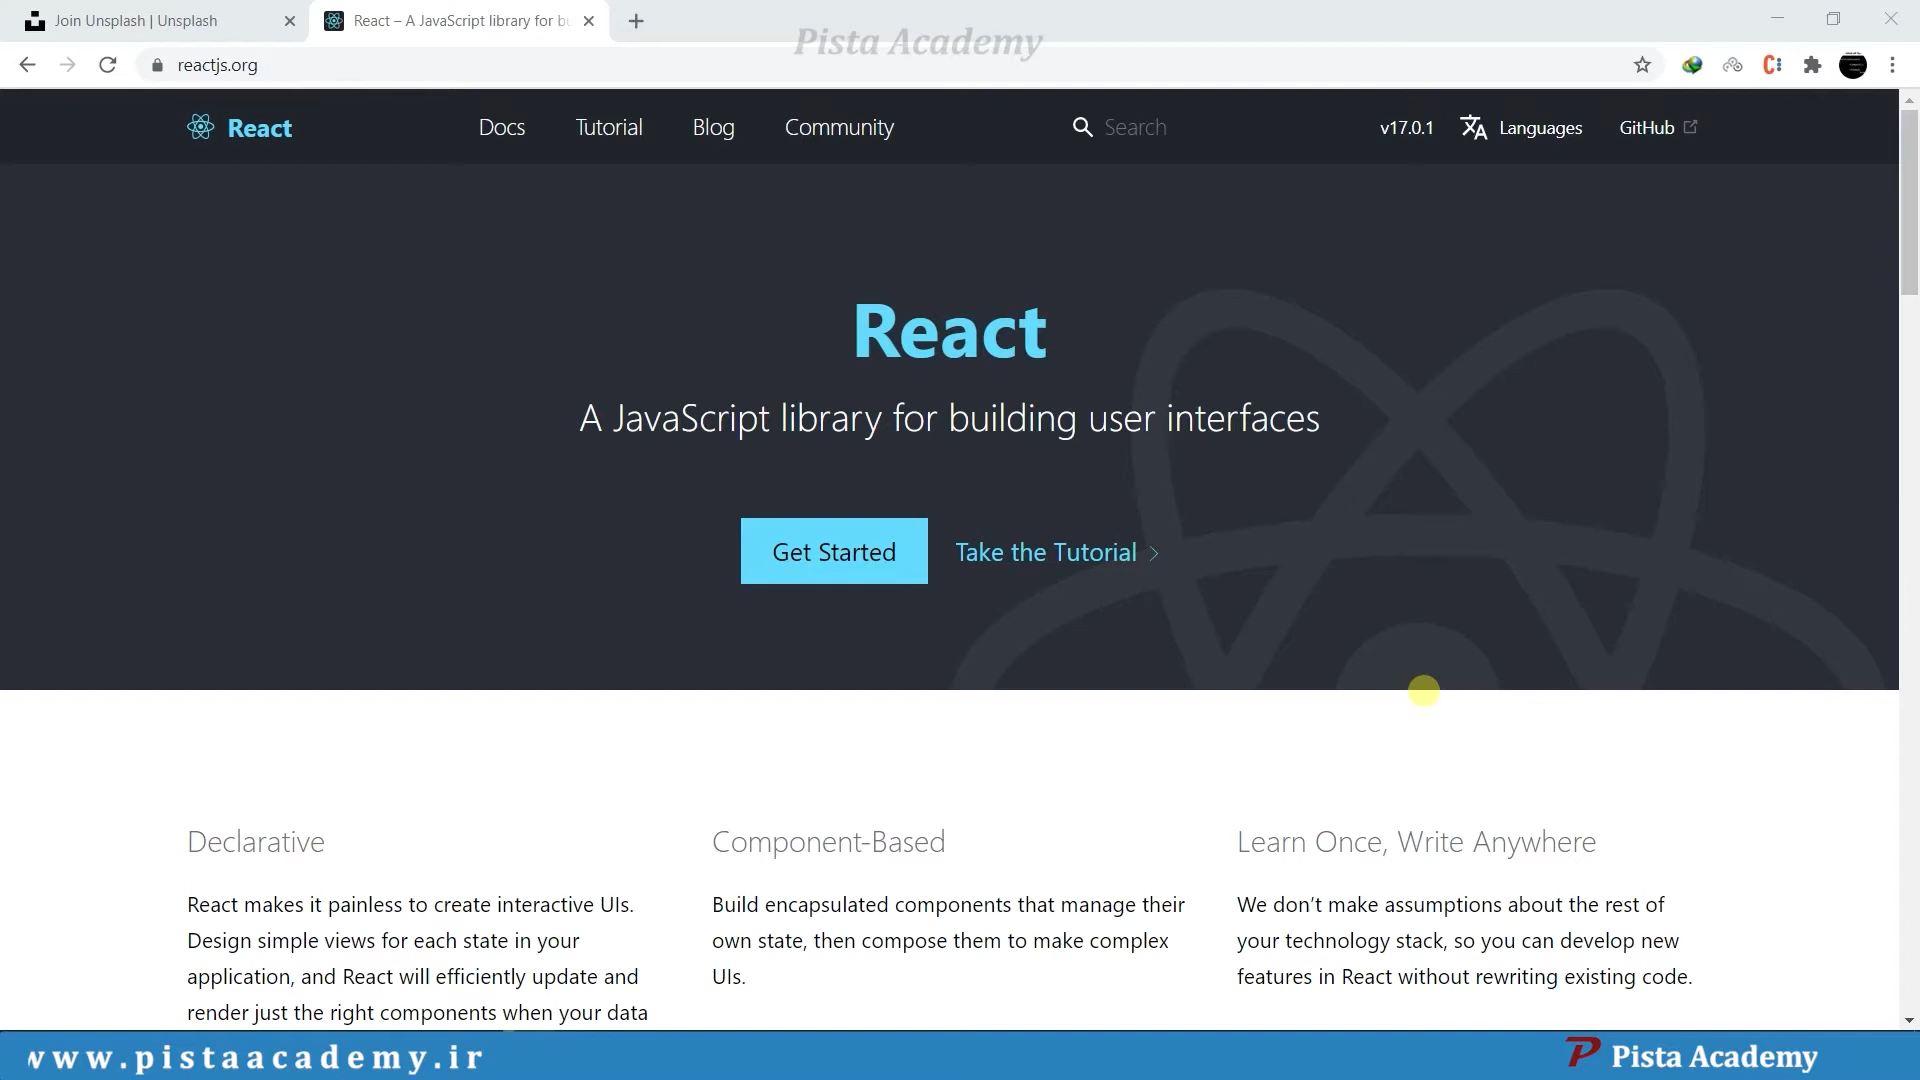 Join Unsplash | Unsplash
React – A JavaScript library for bu
Pista Academy
reactjs.org
React
Docs
Tutorial
Blog
Community
Search
v17.0.1
Languages
GitHub
React
A JavaScript library for building user interfaces
Get Started
Take the Tutorial
Declarative
React makes it painless to create interactive UIs.
Design simple views for each state in your
application, and React will efficiently update and
render just the right components when your data
Component-Based
Build encapsulated components that manage their
own state, then compose them to make complex
UIs.
Learn Once, Write Anywhere
We don’t make assumptions about the rest of
your technology stack, so you can develop new
features in React without rewriting existing code.
www.pistaacademy.ir
Pista Academy